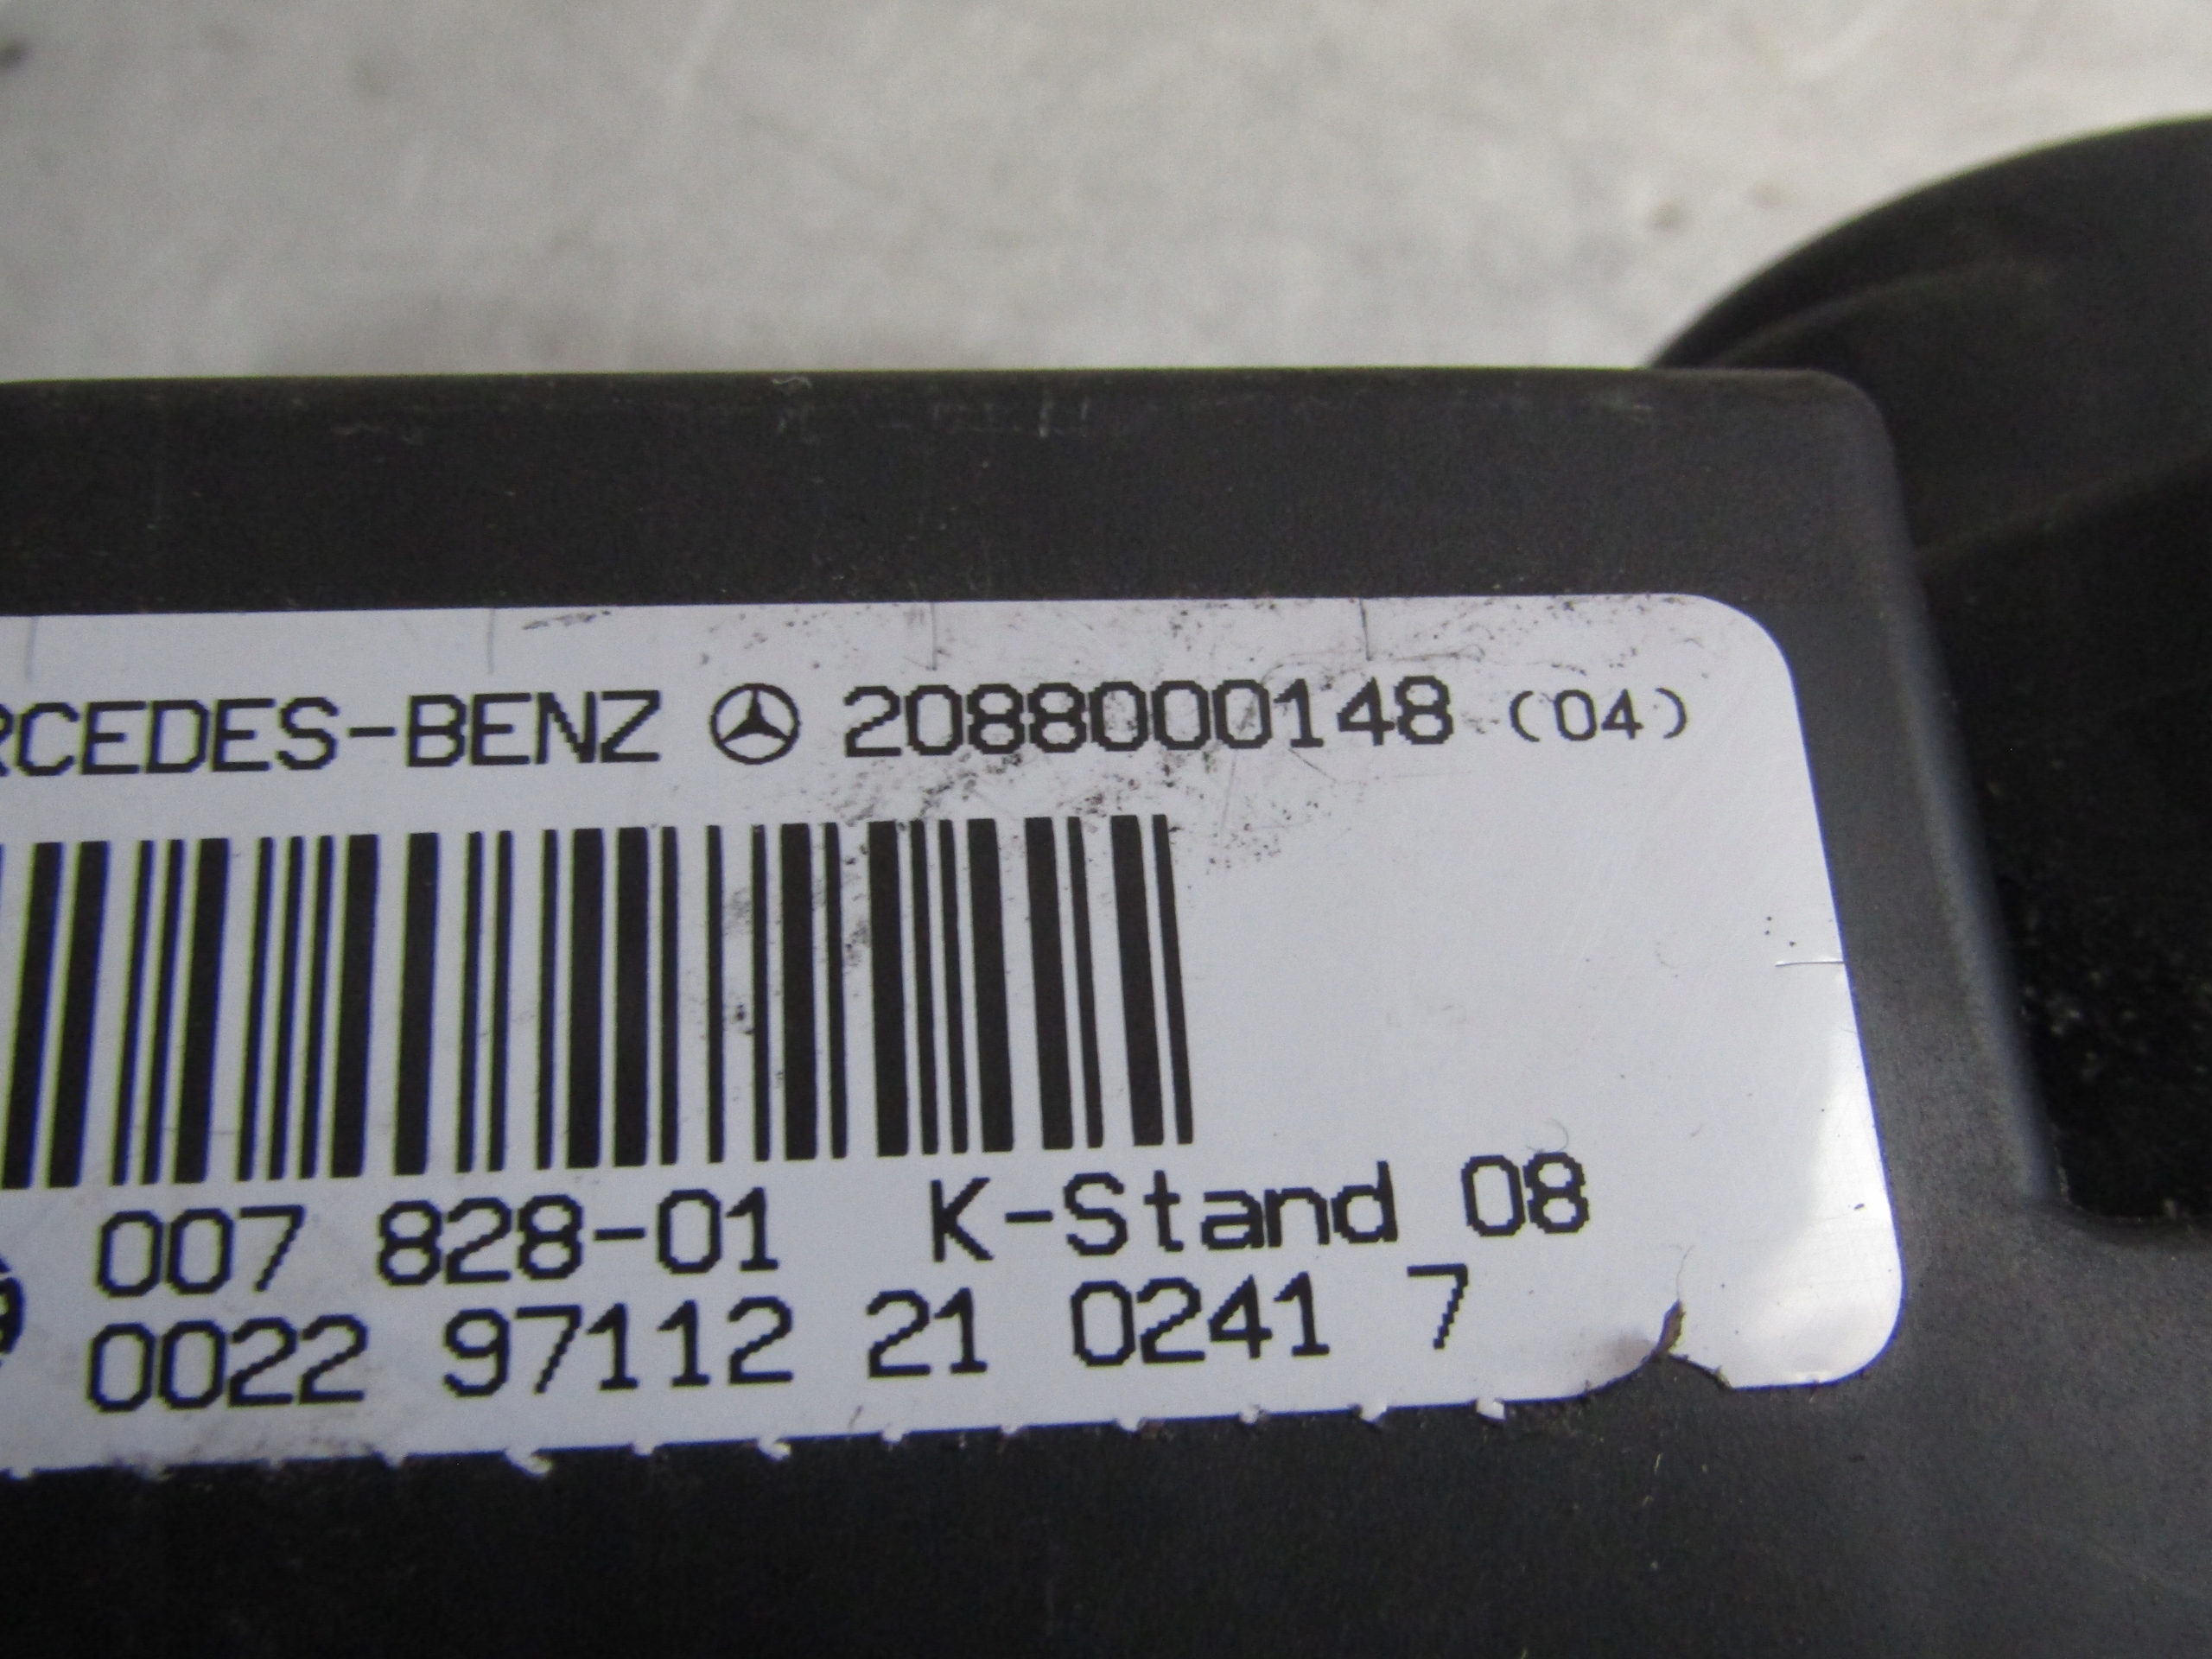 RCEDES-BENZ 2088000148 (04)
007 828-01 K-Stand 08
0022 97112 21 0241 7